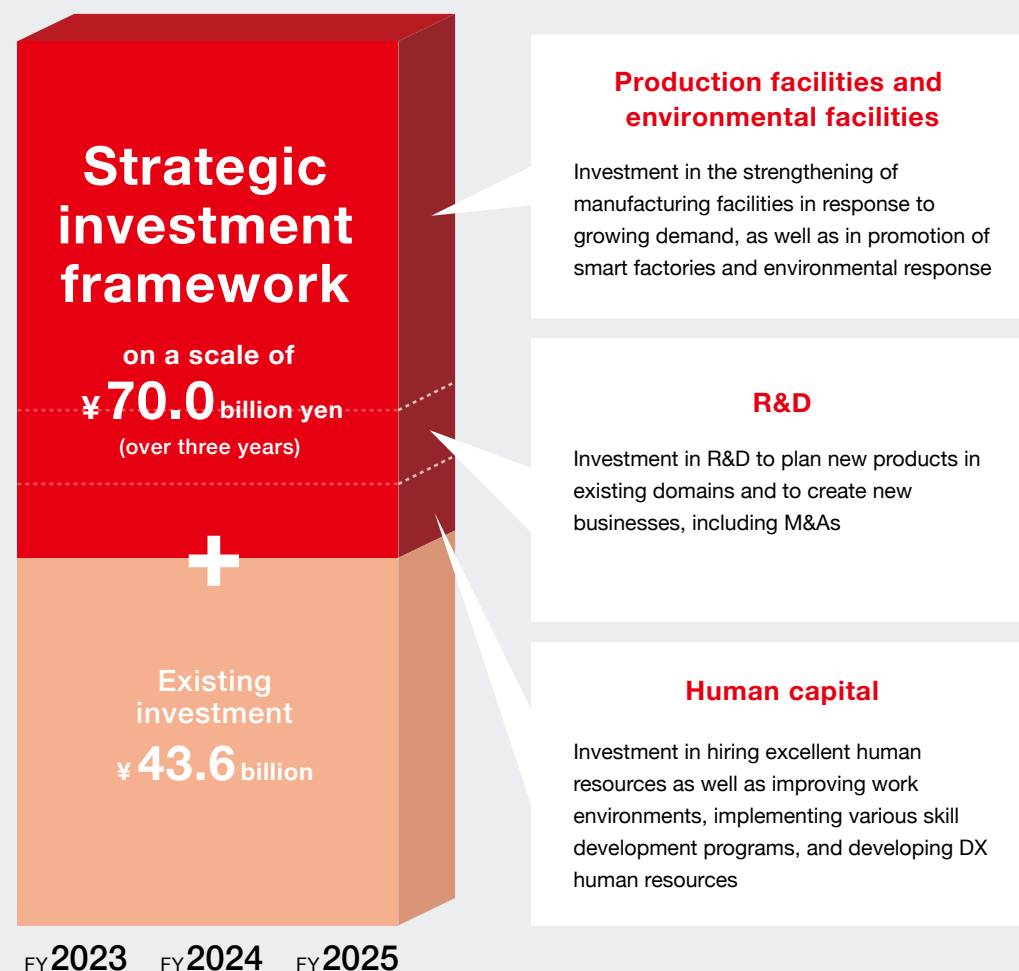 Strategic
investment
framework
on a scale of
¥70.0 billion yen
(over three years)
+
Existing
investment
¥43.6 billion
FY2023 FY2024 FY2025
Production facilities and
environmental facilities
Investment in the strengthening of
manufacturing facilities in response to
growing demand, as well as in promotion of
smart factories and environmental response
R&D
Investment in R&D to plan new products in
existing domains and to create new
businesses, including M&As
Human capital
Investment in hiring excellent human
resources as well as improving work
environments, implementing various skill
development programs, and developing DX
human resources